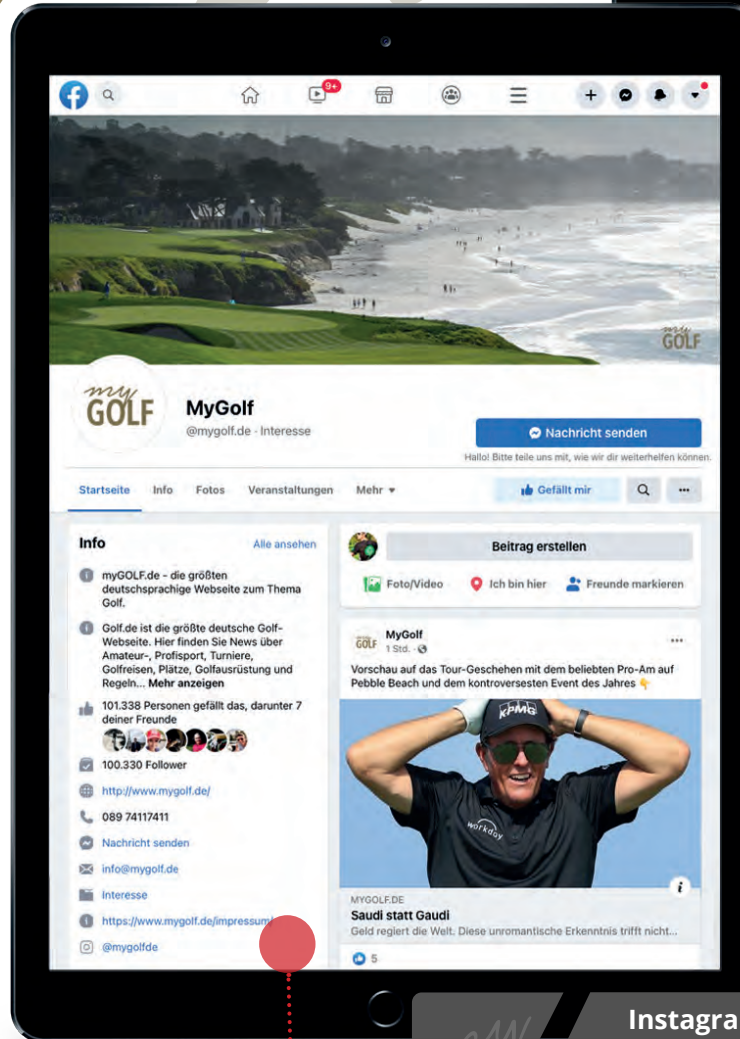 9+
my
GOLF
my
GOLF
MyGolf
@mygolf.de · Interesse
Nachricht senden
Hallo! Bitte teile uns mit, wie wir dir weiterhelfen können.
Startseite Info Fotos Veranstaltungen Mehr
Gefällt mir
Info Alle ansehen
myGOLF.de - die größten
deutschsprachige Webseite zum Thema
Golf.
Golf.de ist die größte deutsche Golf-
Webseite. Hier finden Sie News über
Amateur-, Profisport, Turniere,
Golfreisen, Plätze, Golfausrüstung und
Regeln... Mehr anzeigen
101.338 Personen gefällt das, darunter 7
deiner Freunde
100.330 Follower
http://www.mygolf.de/
089 74117411
Nachricht senden
info@mygolf.de
Interesse
https://www.mygolf.de/impressum/
@mygolfde
Beitrag erstellen
Foto/Video Ich bin hier Freunde markieren
my
GOLF
MyGolf
1 Std. ·
Vorschau auf das Tour-Geschehen mit dem beliebten Pro-Am auf
Pebble Beach und dem kontroversesten Event des Jahres
KPMG
workday
MYGOLF.DE
Saudi statt Gaudi
Geld regiert die Welt. Diese unromantische Erkenntnis trifft nicht...
5
Instagra